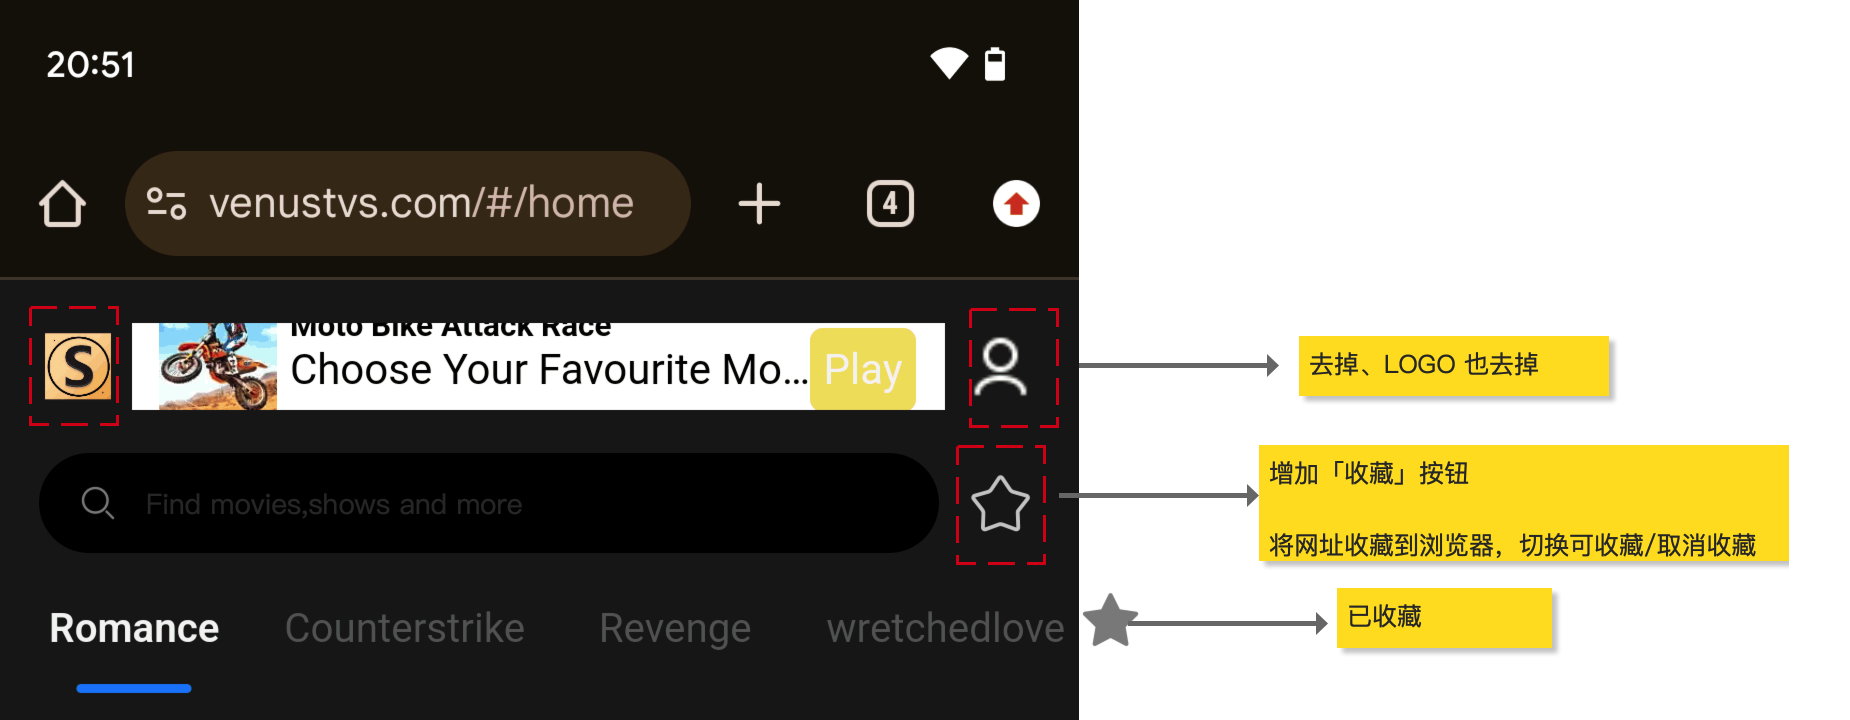 20:51
venustvs.com/#/home
4
S
Moto Bike Attack Race
Choose Your Favourite Mo...
Play
去掉、LOGO 也去掉
Find movies,shows and more
增加「收藏」按钮
将网址收藏到浏览器，切换可收藏/取消收藏
Romance
Counterstrike
Revenge
wretchedlove
已收藏